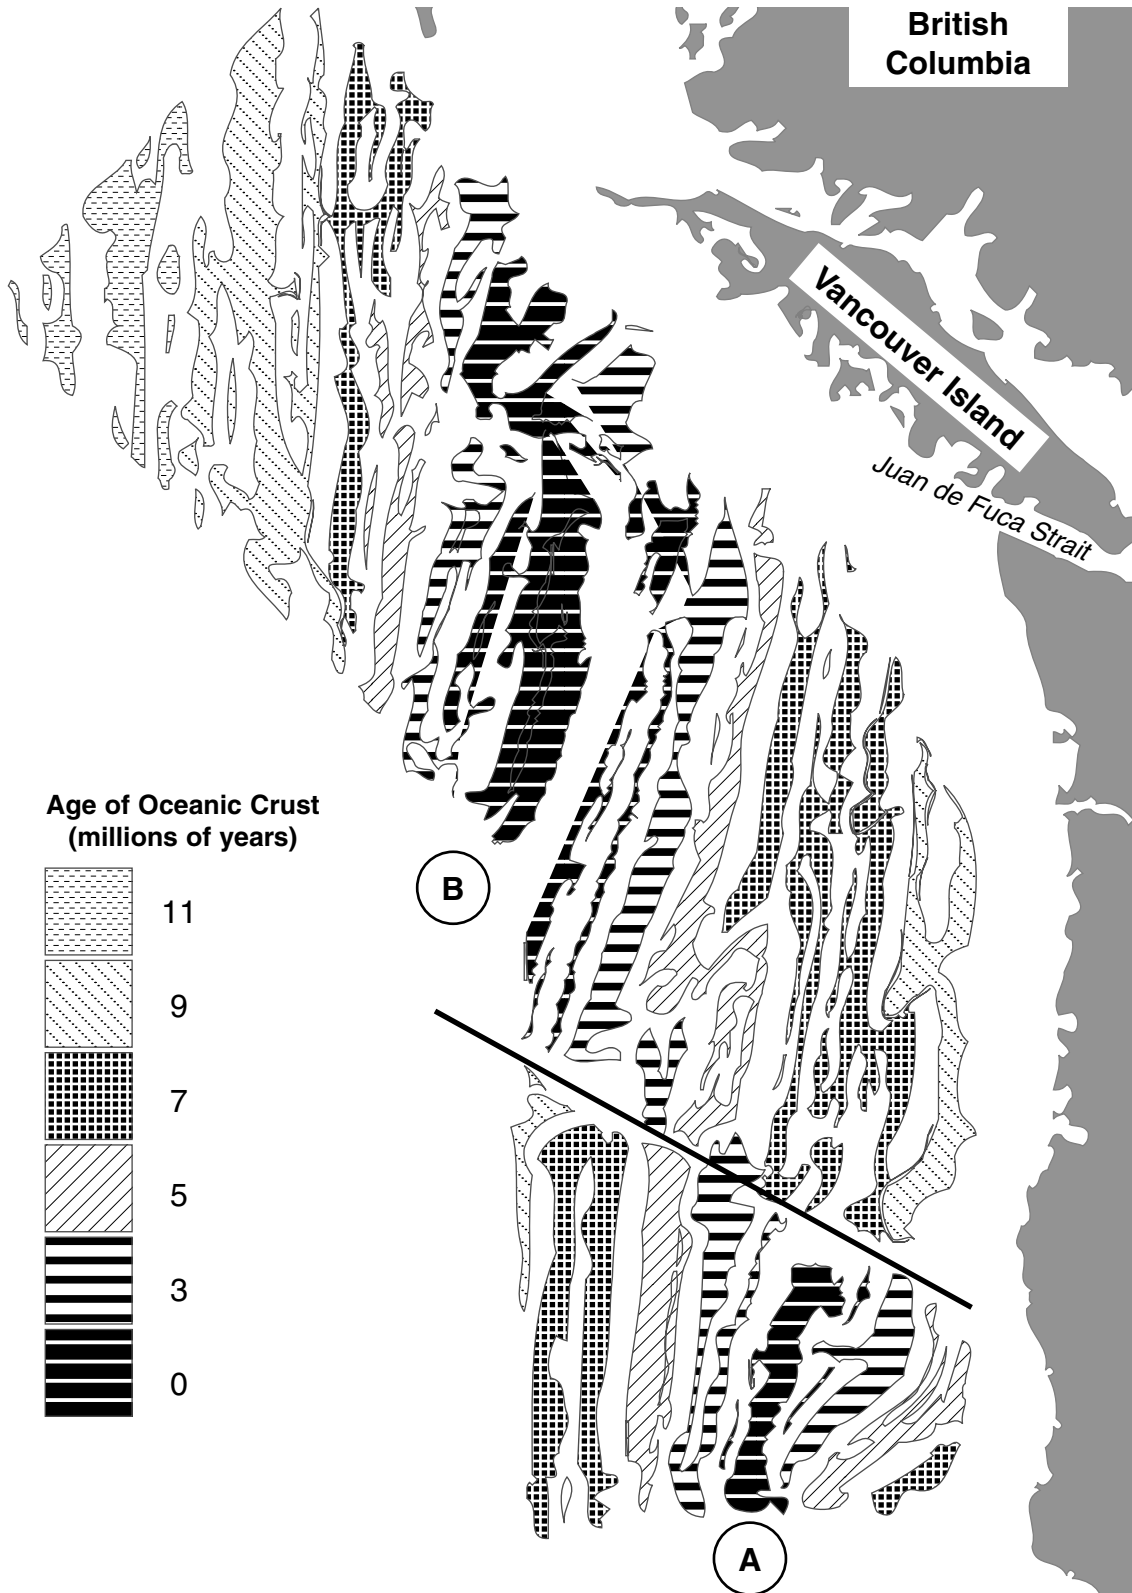 British
Columbia
Vancouver Island
Juan de Fuca Strait
Age of Oceanic Crust
(millions of years)
11
9
7
5
3
0
B
A